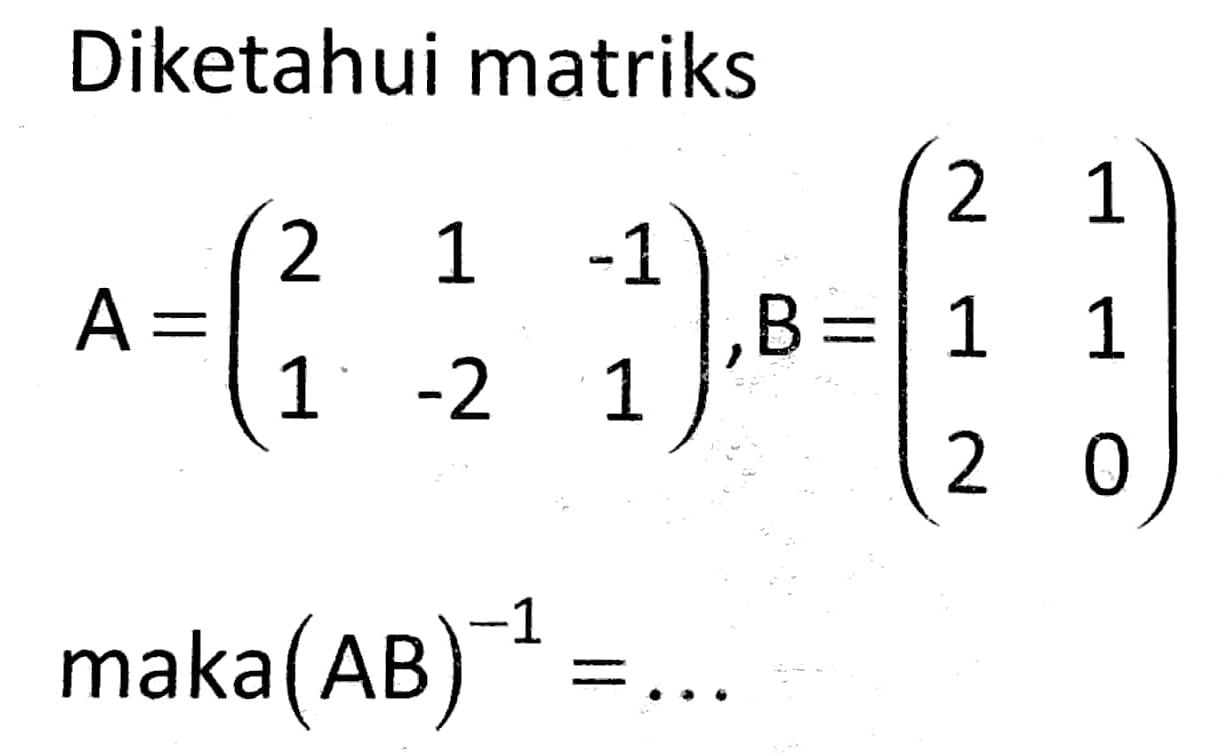 Diketahui matriks
A = (2 1 -1
1 -2 1), B = (2 1
1 1
2 0)
maka (AB)⁻¹ = ...